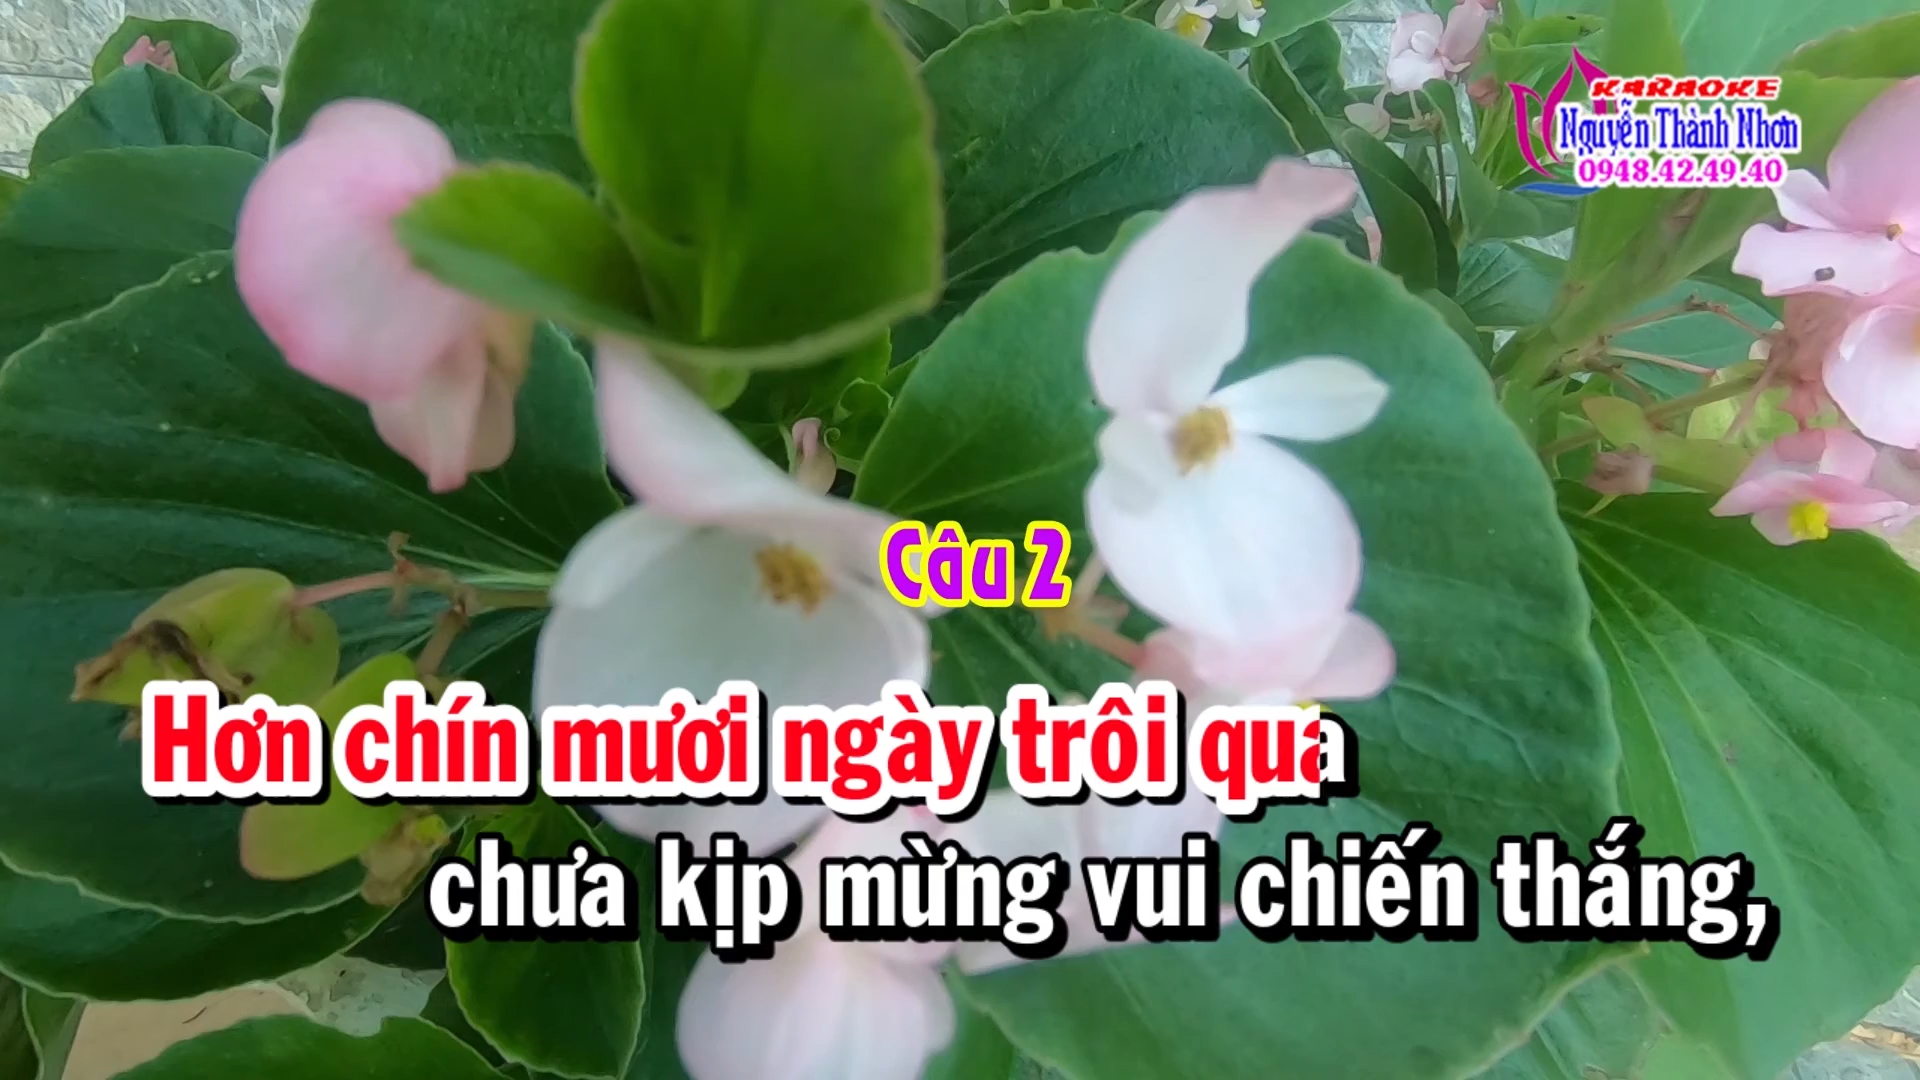 KARAOKE
Nguyễn Thành Nhơn
0948.42.49.40
Câu 2
Hơn chín mươi ngày trôi qua
chưa kịp mừng vui chiến thắng,